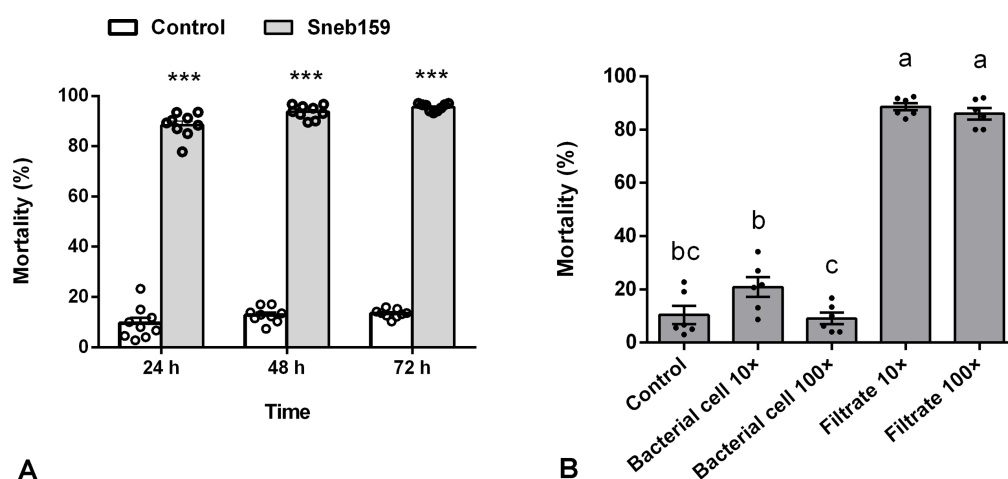 Control Sneb159
*** *** ***
100
80
60
40
20
0
Mortality (%)
24 h 48 h 72 h
Time
A
a a
b
bc
c
100
80
60
40
20
0
Mortality (%)
Control
Bacterial cell 10×
Bacterial cell 100×
Filtrate 10×
Filtrate 100×
B